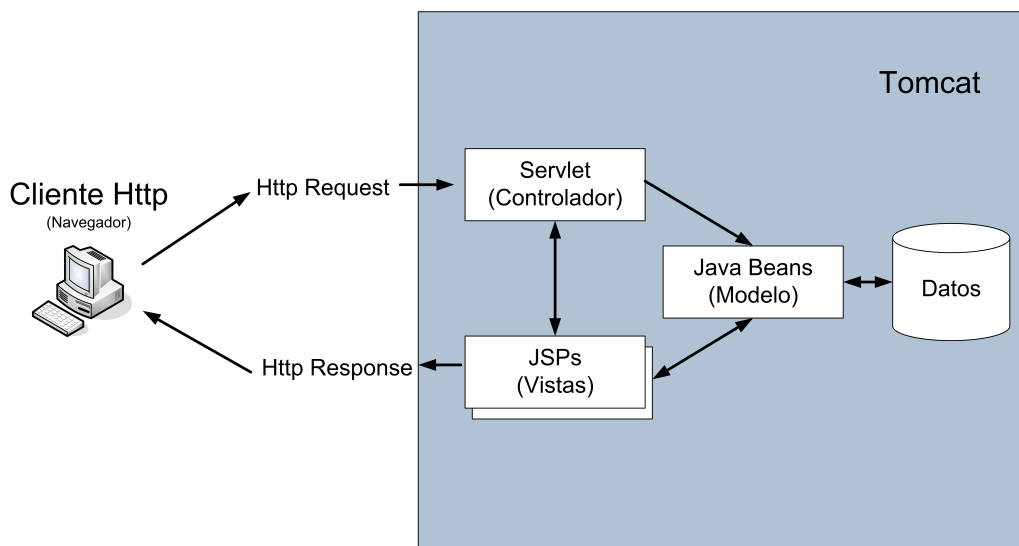 Tomcat
Cliente Http
(Navegador)
Http Request
Servlet
(Controlador)
Java Beans
(Modelo)
Datos
Http Response
JSPs
(Vistas)